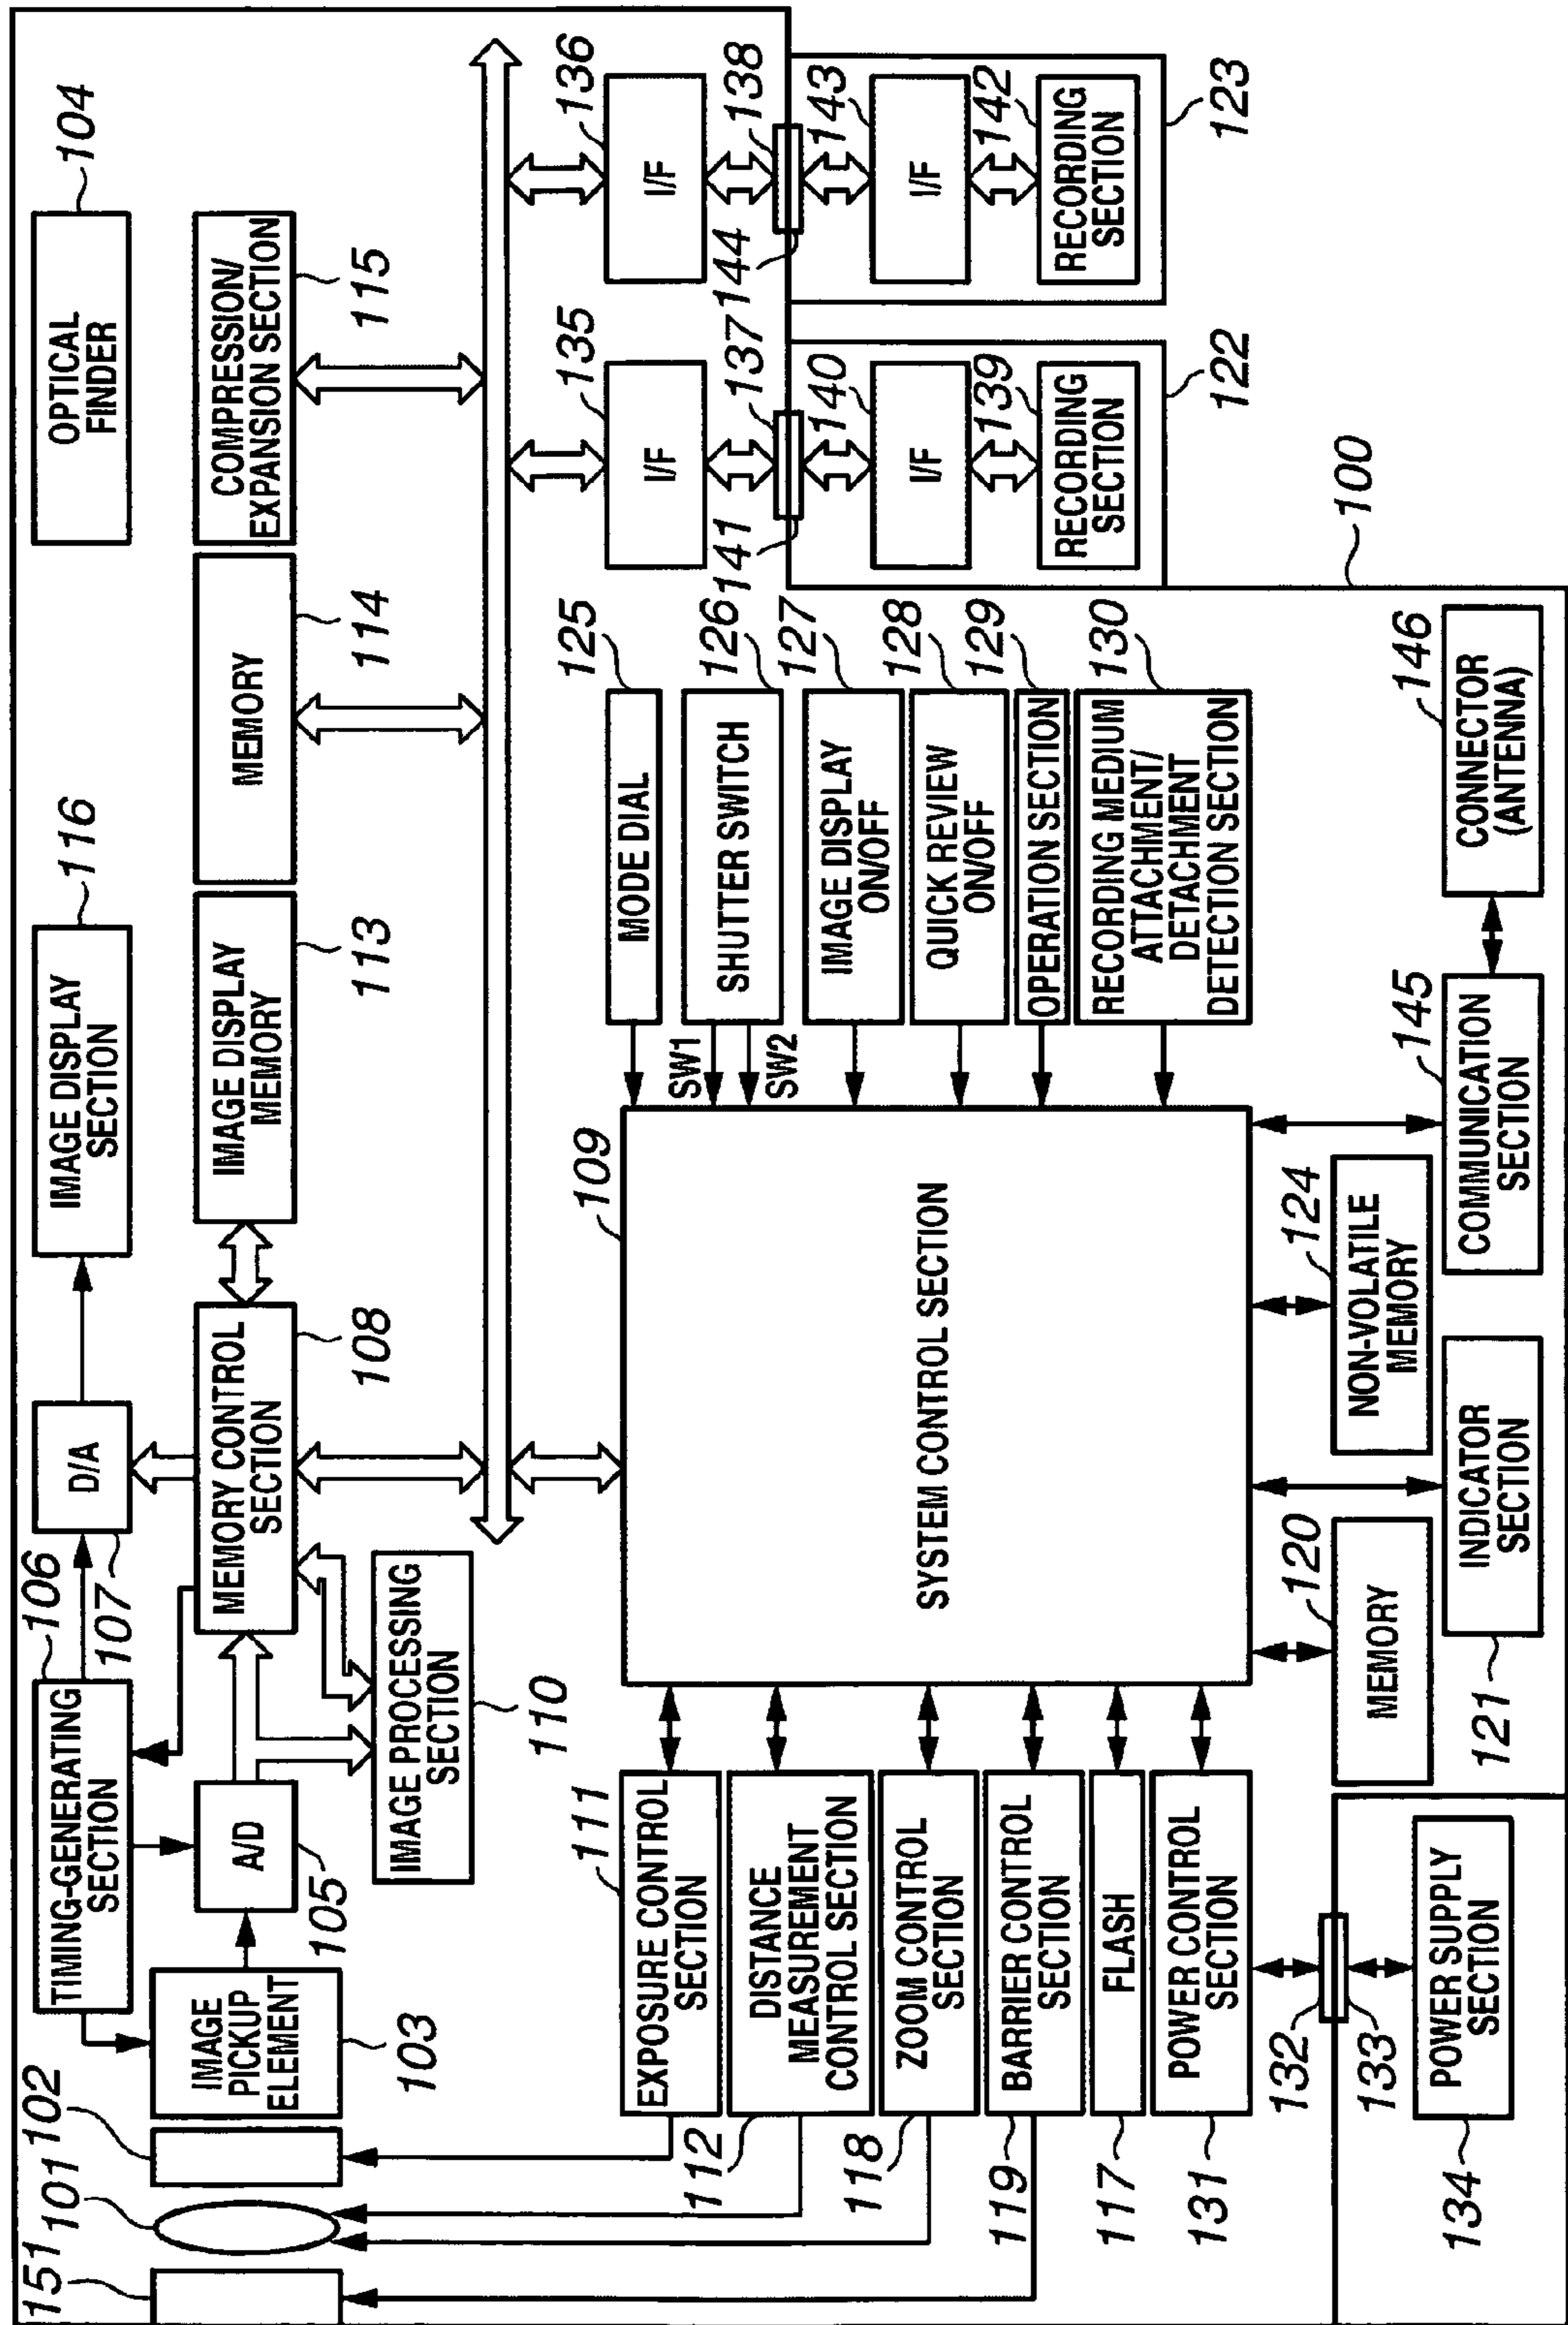 104
OPTICAL
FINDER
116
IMAGE DISPLAY
SECTION
D/A
107
106
TIMING-GENERATING
SECTION
COMPRESSION/
EXPANSION SECTION
115
MEMORY
114
IMAGE DISPLAY
MEMORY
113
MEMORY CONTROL
SECTION
108
A/D
105
IMAGE
PICKUP
ELEMENT
103
102
101
151
IMAGE PROCESSING
SECTION
110
136
I/F
138
144
143
I/F
142
RECORDING
SECTION
123
135
I/F
137
141
140
I/F
139
RECORDING
SECTION
122
100
125
MODE DIAL
126
SHUTTER SWITCH
SW1
SW2
127
IMAGE DISPLAY
ON/OFF
128
QUICK REVIEW
ON/OFF
129
OPERATION SECTION
130
RECORDING MEDIUM
ATTACHMENT/
DETACHMENT
DETECTION SECTION
109
SYSTEM CONTROL SECTION
111
EXPOSURE CONTROL
SECTION
DISTANCE
MEASUREMENT
CONTROL SECTION
112
ZOOM CONTROL
SECTION
118
BARRIER CONTROL
SECTION
119
FLASH
117
POWER CONTROL
SECTION
131
146
CONNECTOR
(ANTENNA)
145
COMMUNICATION
SECTION
124
NON-VOLATILE
MEMORY
INDICATOR
SECTION
121
120
MEMORY
132
133
POWER SUPPLY
SECTION
134